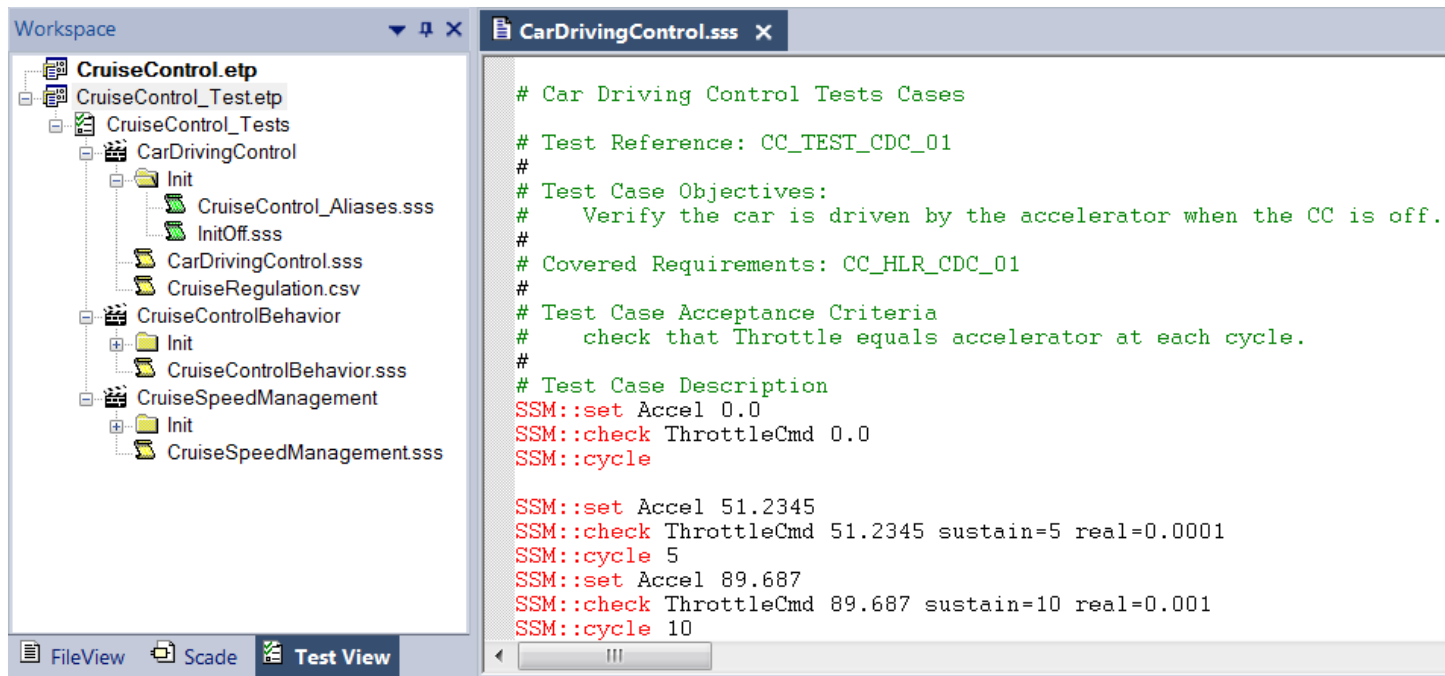 Workspace
CruiseControl.etp
CruiseControl_Test.etp
CruiseControl_Tests
CarDrivingControl
Init
CruiseControl_Aliases.sss
InitOff.sss
CarDrivingControl.sss
CruiseRegulation.csv
CruiseControlBehavior
Init
CruiseControlBehavior.sss
CruiseSpeedManagement
Init
CruiseSpeedManagement.sss
FileView Scade Test View
CarDrivingControl.sss
# Car Driving Control Tests Cases
# Test Reference: CC_TEST_CDC_01
#
# Test Case Objectives:
#    Verify the car is driven by the accelerator when the CC is off.
#
# Covered Requirements: CC_HLR_CDC_01
#
# Test Case Acceptance Criteria
#    check that Throttle equals accelerator at each cycle.
#
# Test Case Description
SSM::set Accel 0.0
SSM::check ThrottleCmd 0.0
SSM::cycle
SSM::set Accel 51.2345
SSM::check ThrottleCmd 51.2345 sustain=5 real=0.0001
SSM::cycle 5
SSM::set Accel 89.687
SSM::check ThrottleCmd 89.687 sustain=10 real=0.001
SSM::cycle 10